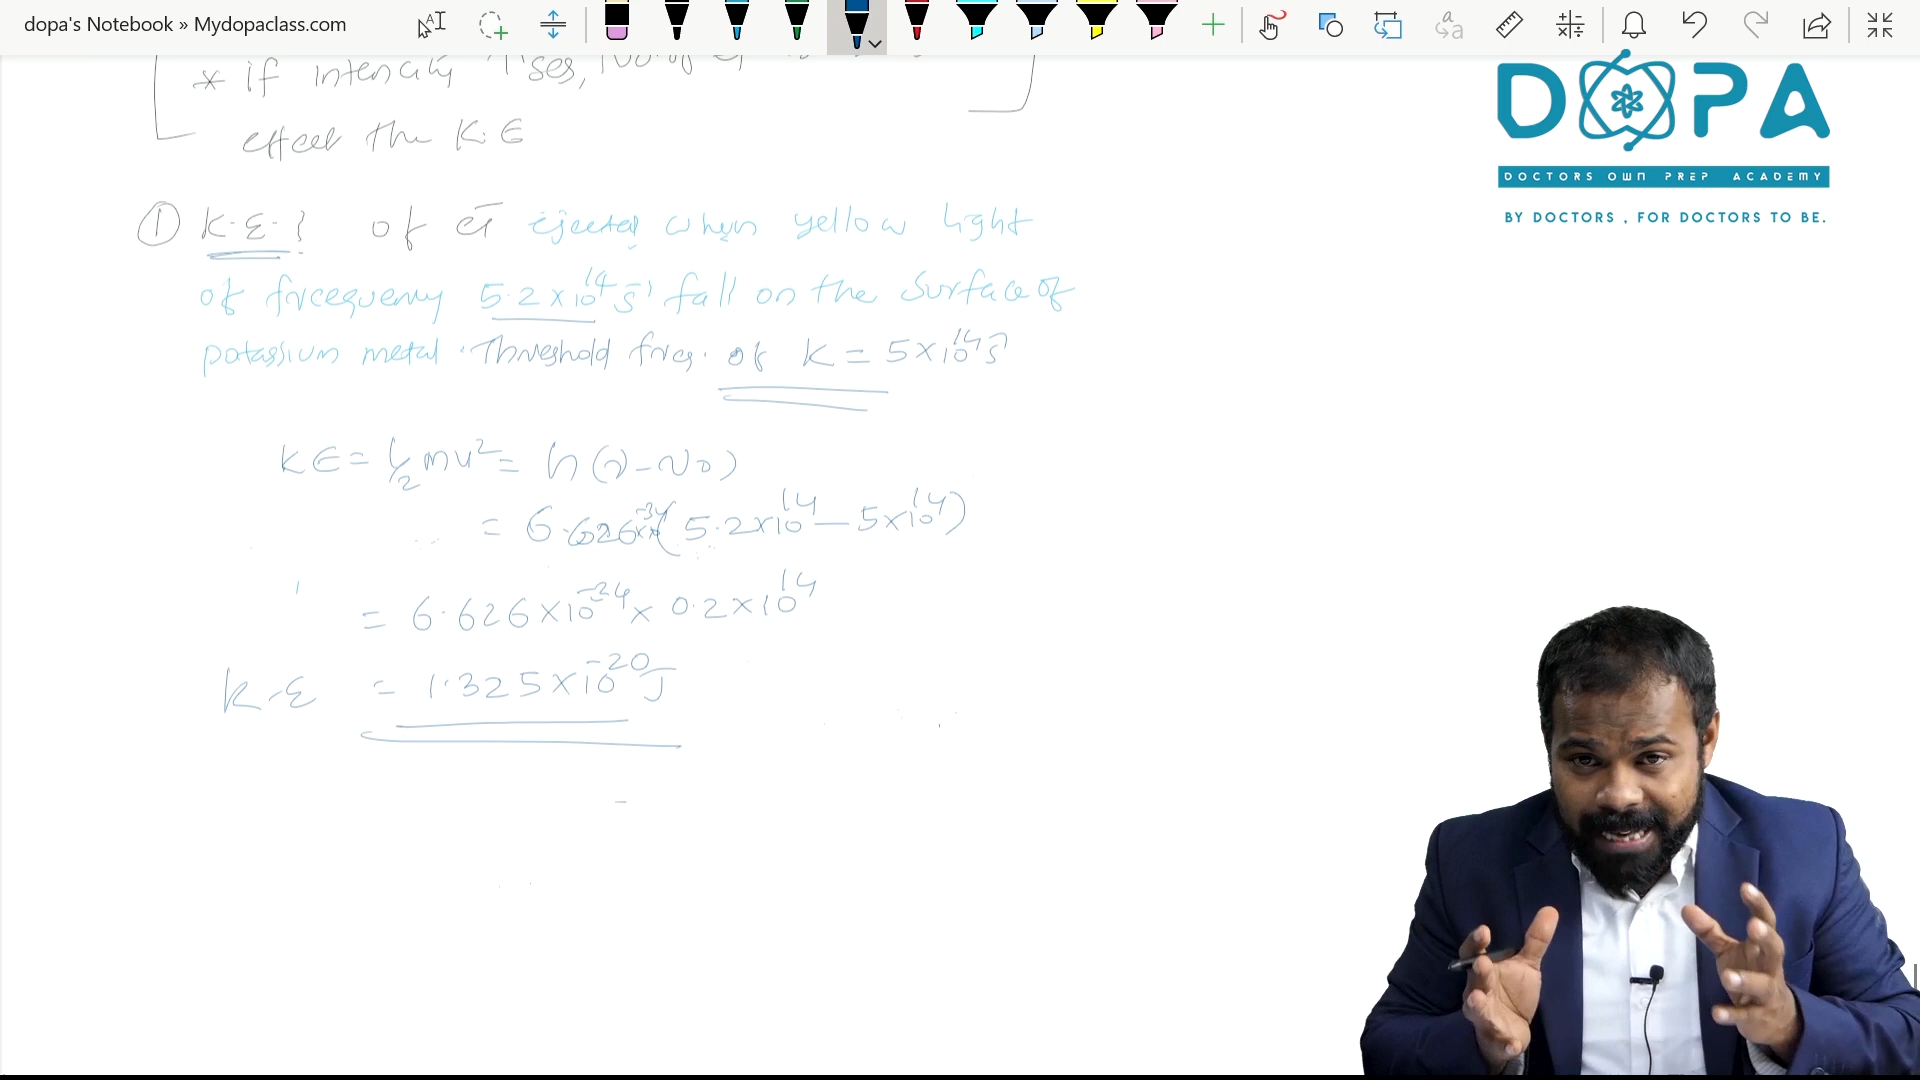 dopa's Notebook » Mydopaclass.com
* if intencity rises,
effect the K.E
DOPA
DOCTORS OWN PREP ACADEMY
BY DOCTORS , FOR DOCTORS TO BE.
① K.E.? of e⁻ ejected when yellow light
of frequency 5.2×10¹⁴ s⁻¹ fall on the surface of
potassium metal . Threshold freq. of K = 5×10¹⁴ s⁻¹
KE = ½mv² = h(ν-ν₀)
= 6.626×10⁻³⁴(5.2×10¹⁴ — 5×10¹⁴)
= 6.626×10⁻³⁴ × 0.2×10¹⁴
K.E = 1.325×10⁻²⁰ J